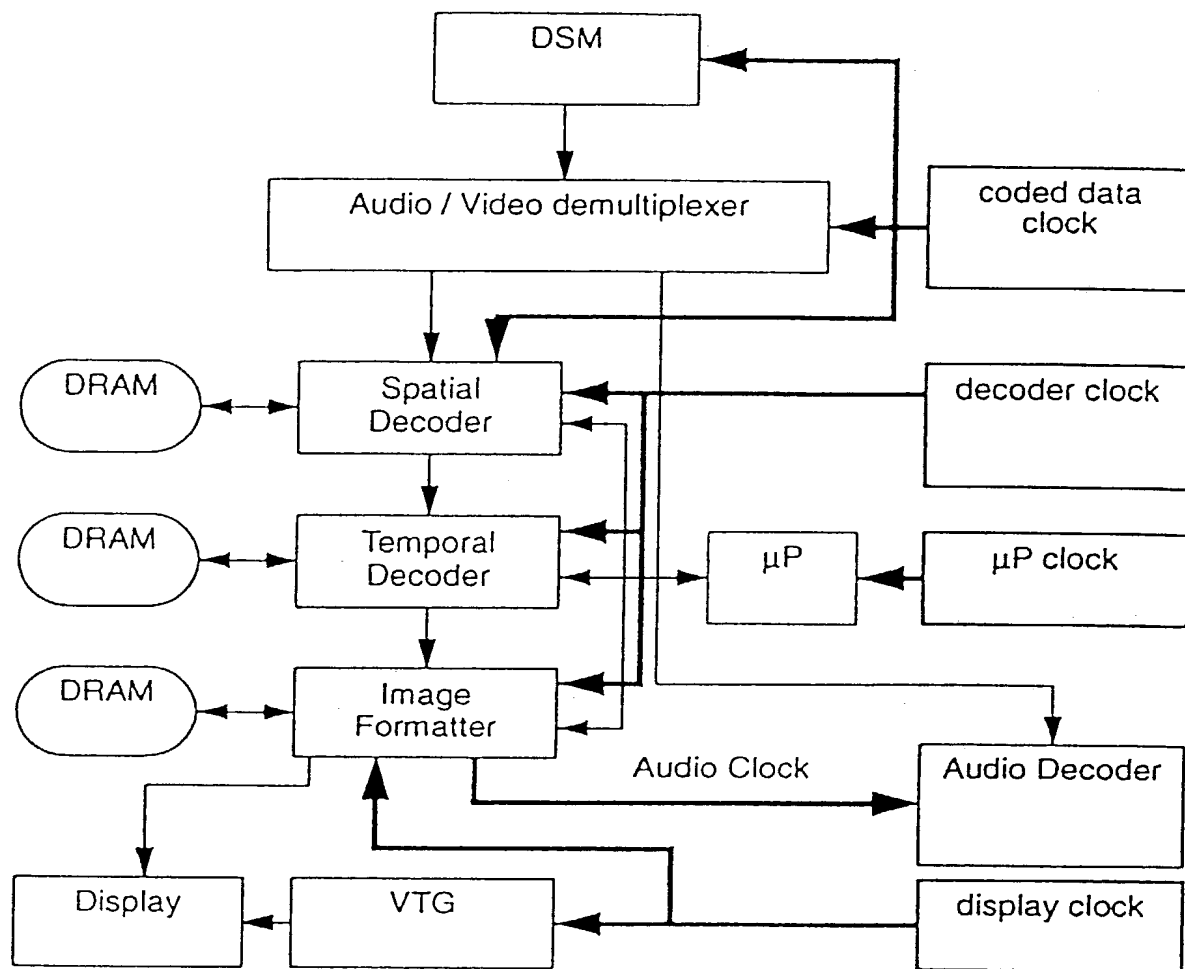 DSM
Audio / Video demultiplexer
coded data
clock
DRAM
Spatial
Decoder
decoder clock
DRAM
Temporal
Decoder
µP
µP clock
DRAM
Image
Formatter
Audio Clock
Audio Decoder
Display
VTG
display clock